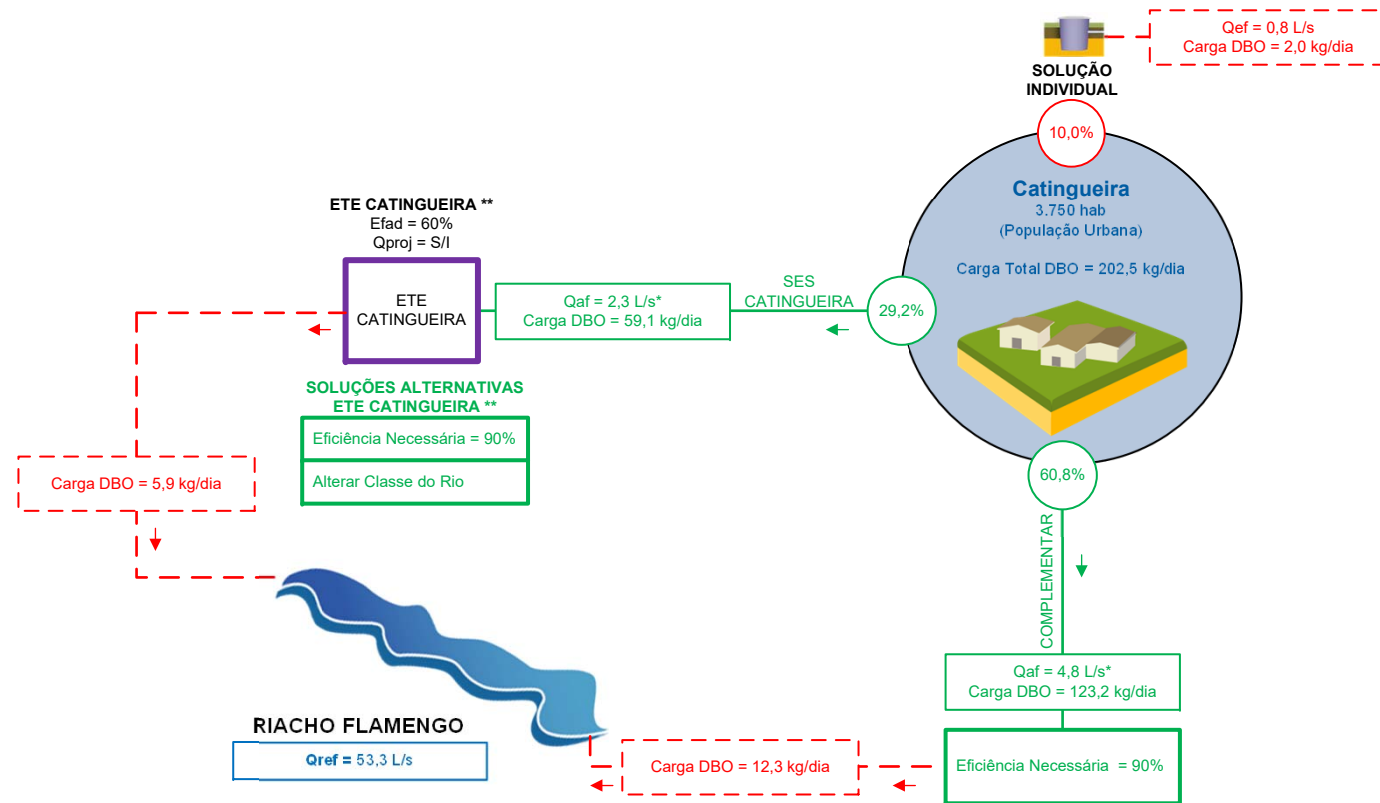 Qef = 0,8 L/s
Carga DBO = 2,0 kg/dia
SOLUÇÃO
INDIVIDUAL
10,0%
Catingueira
3.750 hab
(População Urbana)
Carga Total DBO = 202,5 kg/dia
ETE CATINGUEIRA **
Efad = 60%
Qproj = S/I
ETE
CATINGUEIRA
Qaf = 2,3 L/s*
Carga DBO = 59,1 kg/dia
SES
CATINGUEIRA
29,2%
SOLUÇÕES ALTERNATIVAS
ETE CATINGUEIRA **
Eficiência Necessária = 90%
Alterar Classe do Rio
Carga DBO = 5,9 kg/dia
60,8%
COMPLEMENTAR
Qaf = 4,8 L/s*
Carga DBO = 123,2 kg/dia
RIACHO FLAMENGO
Qref = 53,3 L/s
Carga DBO = 12,3 kg/dia
Eficiência Necessária = 90%